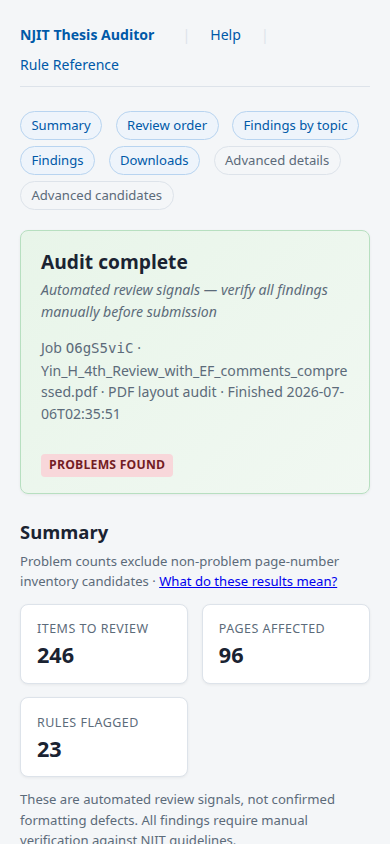 NJIT Thesis Auditor | Help |
Rule Reference
Summary Review order Findings by topic
Findings Downloads Advanced details
Advanced candidates
Audit complete
Automated review signals — verify all findings
manually before submission
Job 06gS5viC ·
Yin_H_4th_Review_with_EF_comments_compre
ssed.pdf · PDF layout audit · Finished 2026-07-
06T02:35:51
PROBLEMS FOUND
Summary
Problem counts exclude non-problem page-number
inventory candidates · What do these results mean?
ITEMS TO REVIEW PAGES AFFECTED
246 96
RULES FLAGGED
23
These are automated review signals, not confirmed
formatting defects. All findings require manual
verification against NJIT guidelines.